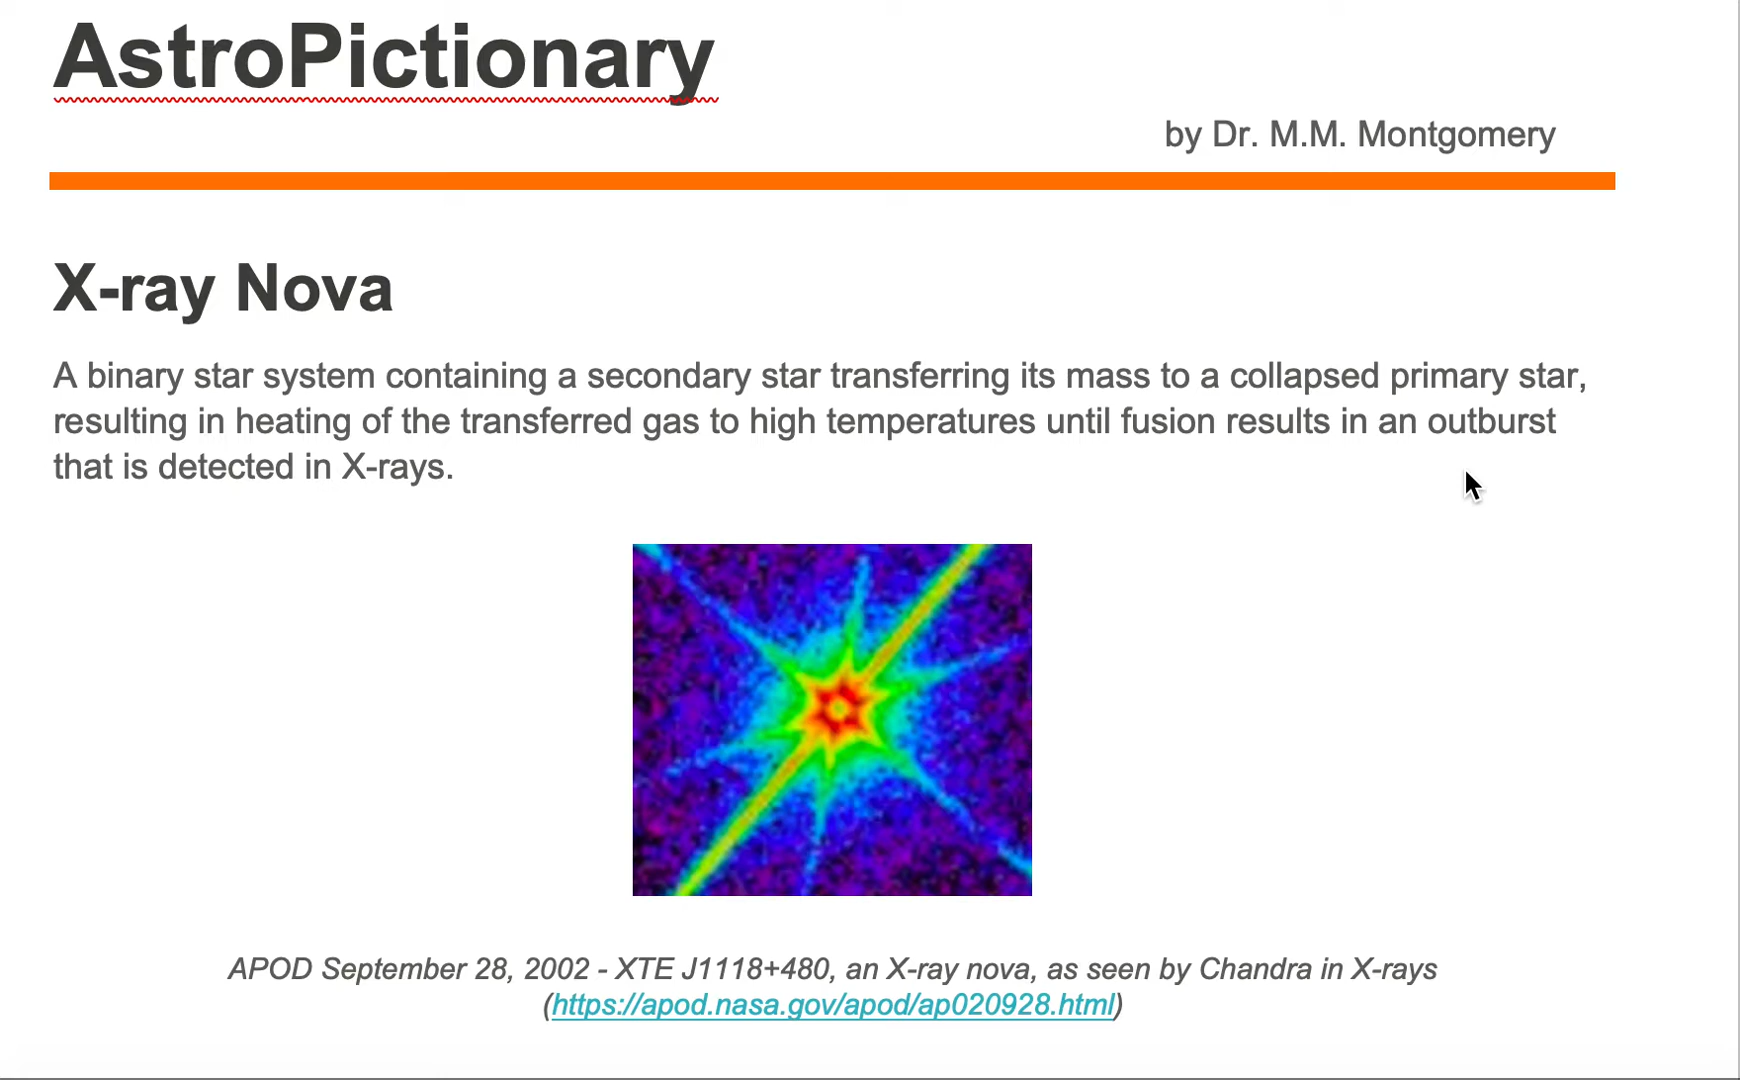 AstroPictionary
by Dr. M.M. Montgomery
X-ray Nova
A binary star system containing a secondary star transferring its mass to a collapsed primary star,
resulting in heating of the transferred gas to high temperatures until fusion results in an outburst
that is detected in X-rays.
APOD September 28, 2002 - XTE J1118+480, an X-ray nova, as seen by Chandra in X-rays
(https://apod.nasa.gov/apod/ap020928.html)